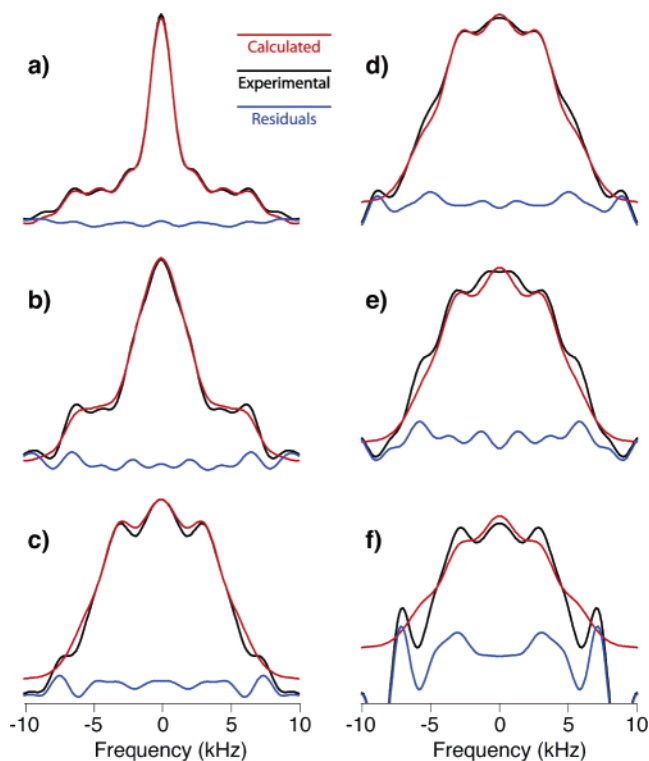 a)
Calculated
Experimental
Residuals
d)
b)
e)
c)
f)
-10 -5 0 5 10
-10 -5 0 5 10
Frequency (kHz)
Frequency (kHz)